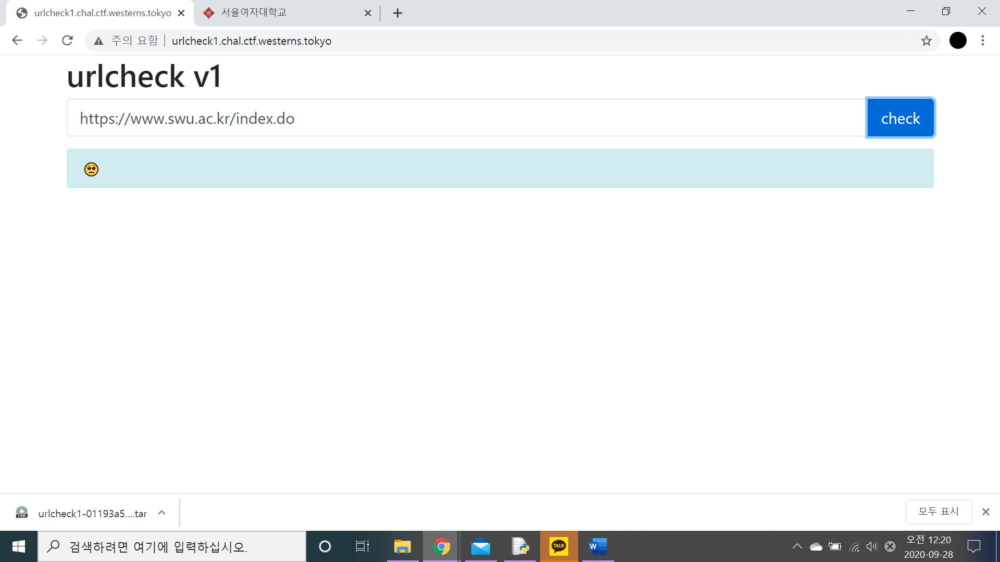 urlcheck1.chal.ctf.westerns.tokyo
서울여자대학교
주의 요함
urlcheck1.chal.ctf.westerns.tokyo
urlcheck v1
https://www.swu.ac.kr/index.do
check
urlcheck1-01193a5....tar
모두 표시
검색하려면 여기에 입력하십시오.
TALK
오전 12:20
2020-09-28